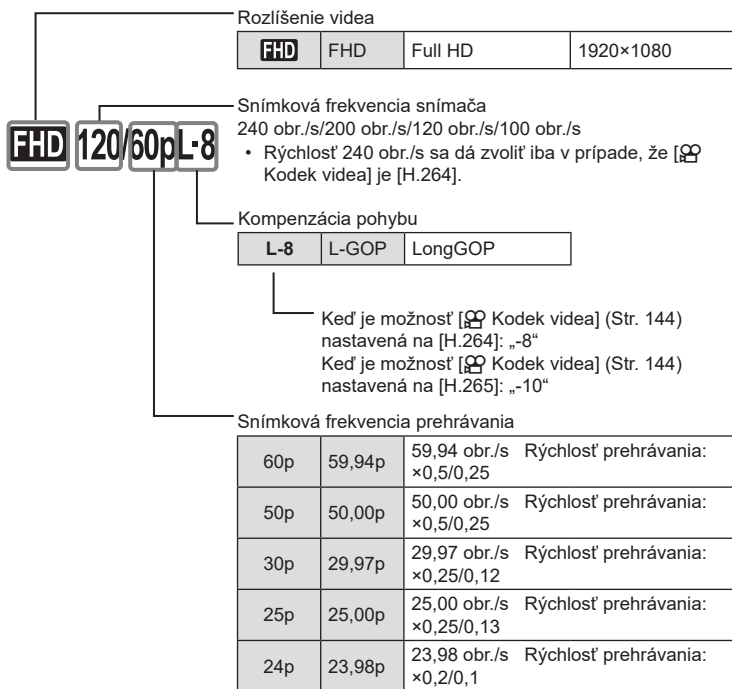 Rozlíšenie videa
FHD FHD Full HD 1920×1080
FHD 120/60pL-8
Snímková frekvencia snímača
240 obr./s/200 obr./s/120 obr./s/100 obr./s
• Rýchlosť 240 obr./s sa dá zvoliť iba v prípade, že [
Kodek videa] je [H.264].
Kompenzácia pohybu
L-8 L-GOP LongGOP
Keď je možnosť [ Kodek videa] (Str. 144)
nastavená na [H.264]: „-8“
Keď je možnosť [ Kodek videa] (Str. 144)
nastavená na [H.265]: „-10“
Snímková frekvencia prehrávania
60p 59,94p 59,94 obr./s Rýchlosť prehrávania:
×0,5/0,25
50p 50,00p 50,00 obr./s Rýchlosť prehrávania:
×0,5/0,25
30p 29,97p 29,97 obr./s Rýchlosť prehrávania:
×0,25/0,12
25p 25,00p 25,00 obr./s Rýchlosť prehrávania:
×0,25/0,13
24p 23,98p 23,98 obr./s Rýchlosť prehrávania:
×0,2/0,1